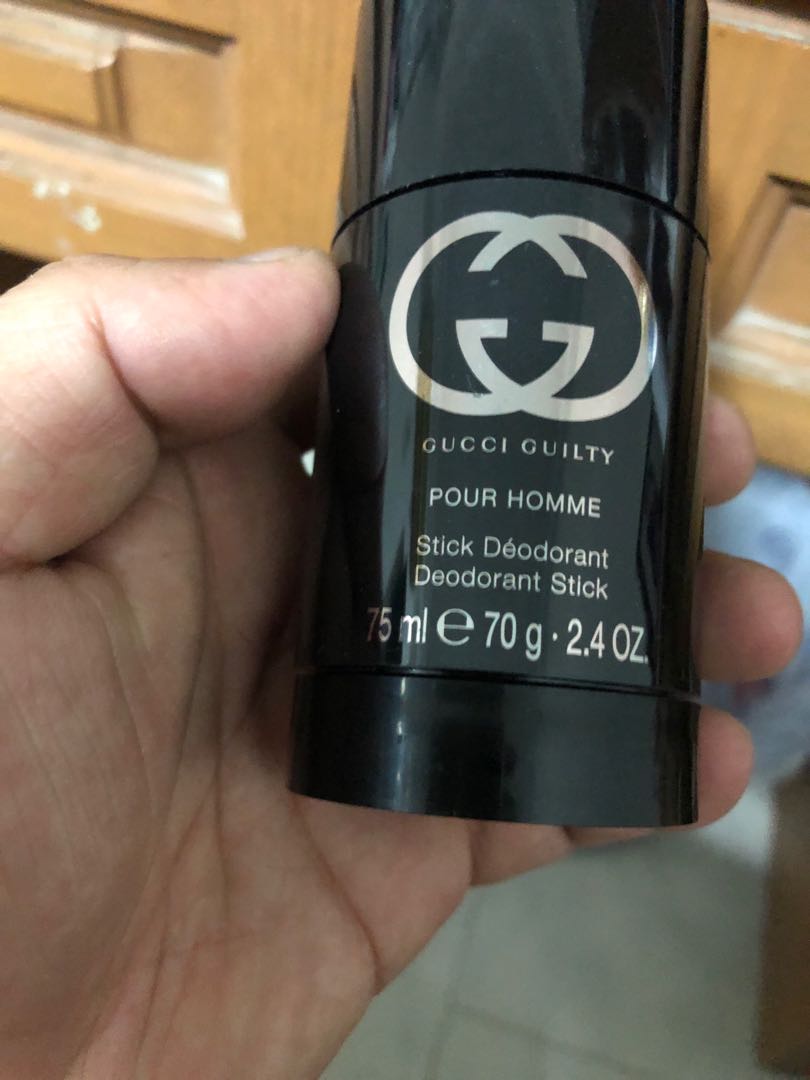 GUCCI GUILTY
POUR HOMME
Stick Déodorant
Deodorant Stick
75 ml e 70 g · 2.4 OZ.